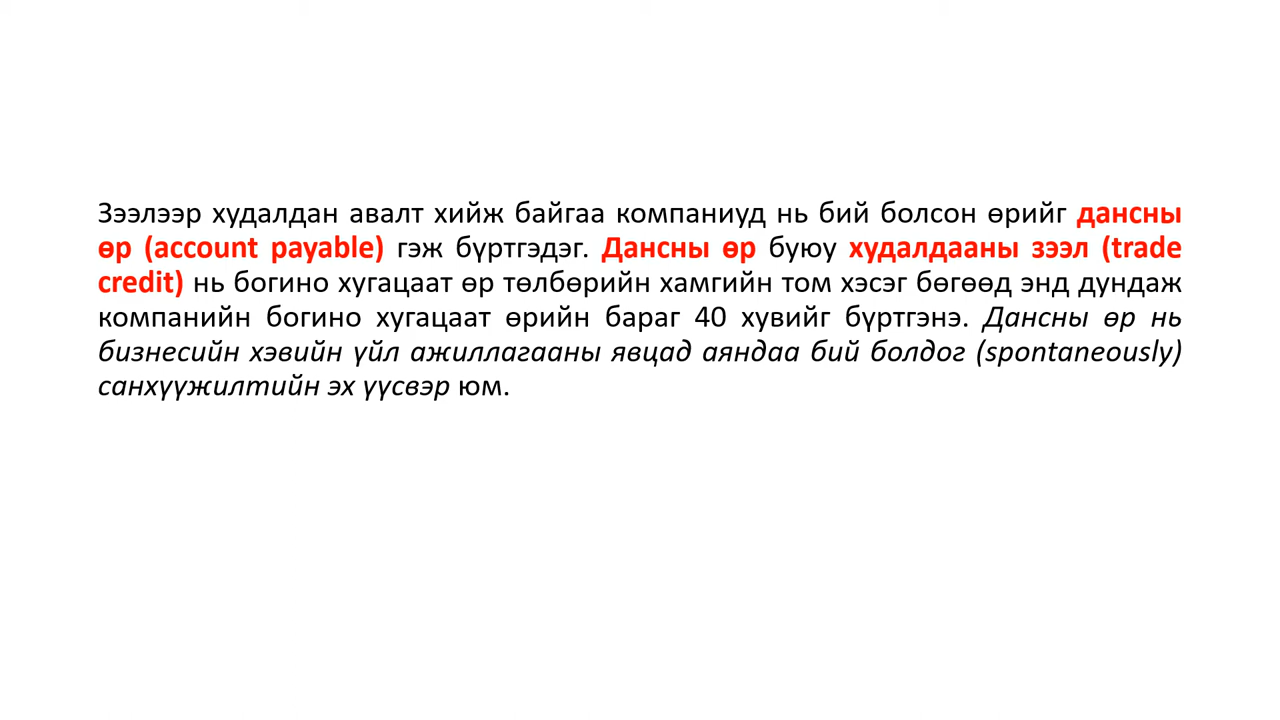 Зээлээр худалдан авалт хийж байгаа компаниуд нь бий болсон өрийг дансны
өр (account payable) гэж бүртгэдэг. Дансны өр буюу худалдааны зээл (trade
credit) нь богино хугацаат өр төлбөрийн хамгийн том хэсэг бөгөөд энд дундаж
компанийн богино хугацаат өрийн бараг 40 хувийг бүртгэнэ. Дансны өр нь
бизнесийн хэвийн үйл ажиллагааны явцад аяндаа бий болдог (spontaneously)
санхүүжилтийн эх үүсвэр юм.